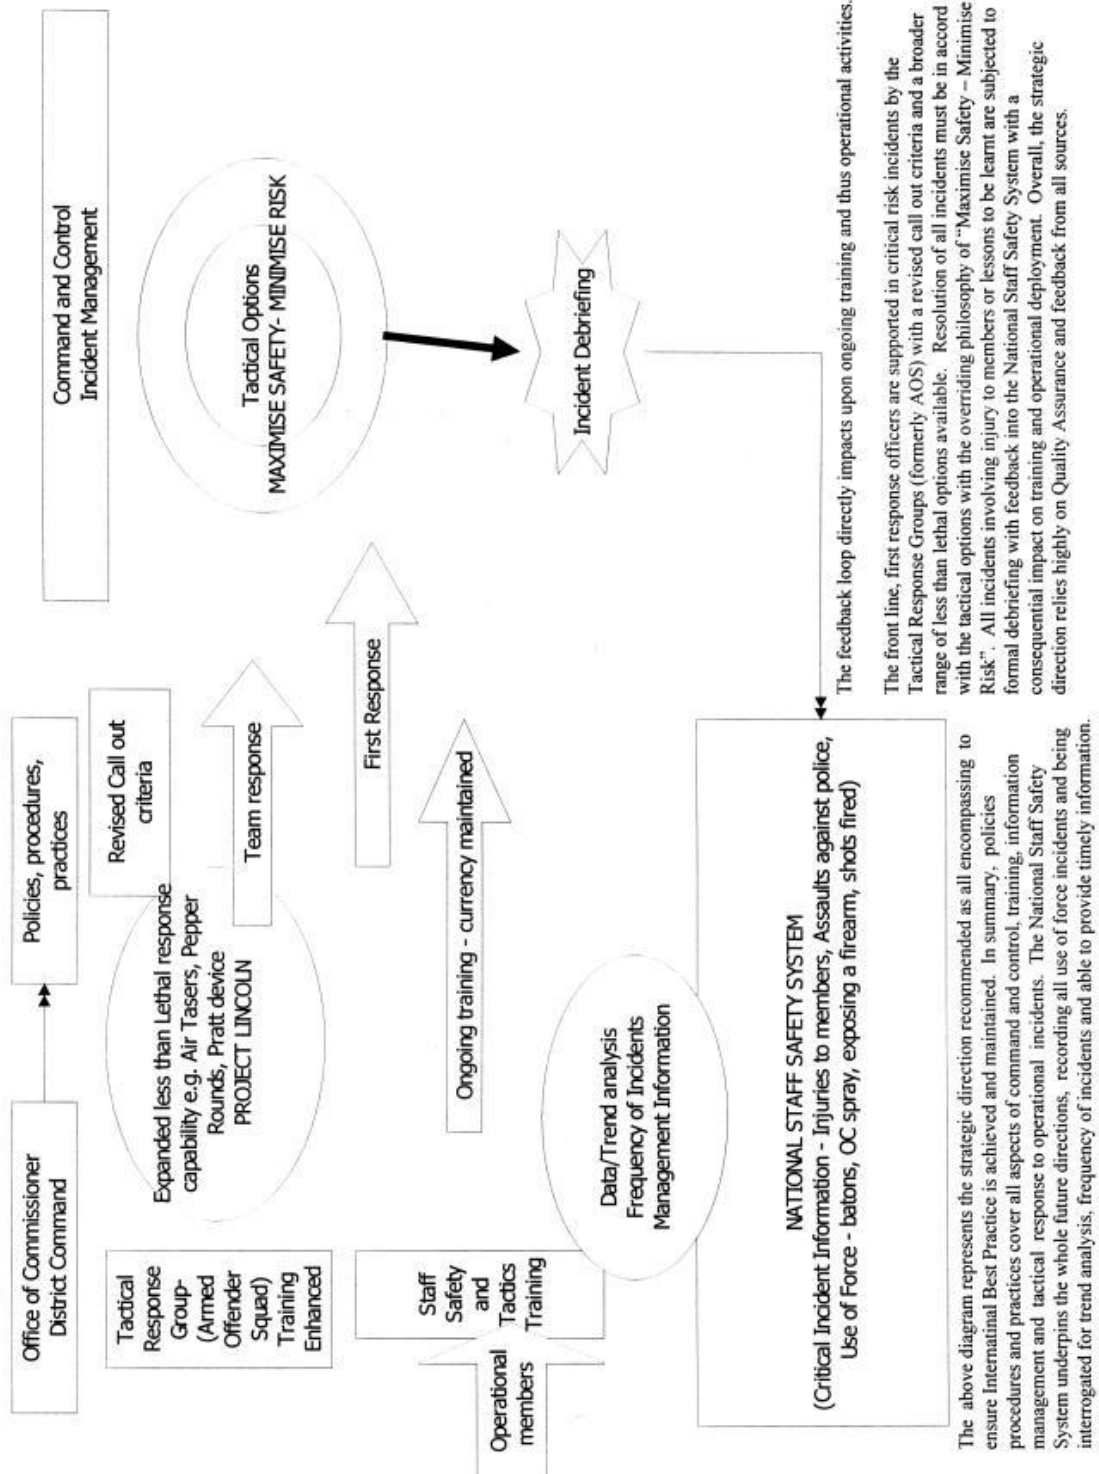 Office of Commissioner
District Command
Policies, procedures,
practices
Command and Control
Incident Management
Tactical
Response
Group-
(Armed
Offender
Squad)
Training
Enhanced
Expanded less than Lethal response
capability e.g. Air Tasers, Pepper
Rounds, Pratt device
PROJECT LINCOLN
Revised Call out
criteria
Team response
Tactical Options
MAXIMISE SAFETY- MINIMISE RISK
First Response
Operational
members
Staff
Safety
and
Tactics
Training
Ongoing training - currency maintained
Incident Debriefing
Data/Trend analysis
Frequency of Incidents
Management Information
NATIONAL STAFF SAFETY SYSTEM
(Critical Incident Information - Injuries to members, Assaults against police,
Use of Force - batons, OC spray, exposing a firearm, shots fired)
The above diagram represents the strategic direction recommended as all encompassing to
ensure Internatinal Best Practice is achieved and maintained. In summary, policies
procedures and practices cover all aspects of command and control, training, information
management and tactical response to operational incidents. The National Staff Safety
System underpins the whole future directions, recording all use of force incidents and being
interrogated for trend analysis, frequency of incidents and able to provide timely information.
The feedback loop directly impacts upon ongoing training and thus operational activities.
The front line, first response officers are supported in critical risk incidents by the
Tactical Response Groups (formerly AOS) with a revised call out criteria and a broader
range of less than lethal options available. Resolution of all incidents must be in accord
with the tactical options with the overriding philosophy of "Maximise Safety – Minimise
Risk". All incidents involving injury to members or lessons to be learnt are subjected to
formal debriefing with feedback into the National Staff Safety System with a
consequential impact on training and operational deployment. Overall, the strategic
direction relies highly on Quality Assurance and feedback from all sources.